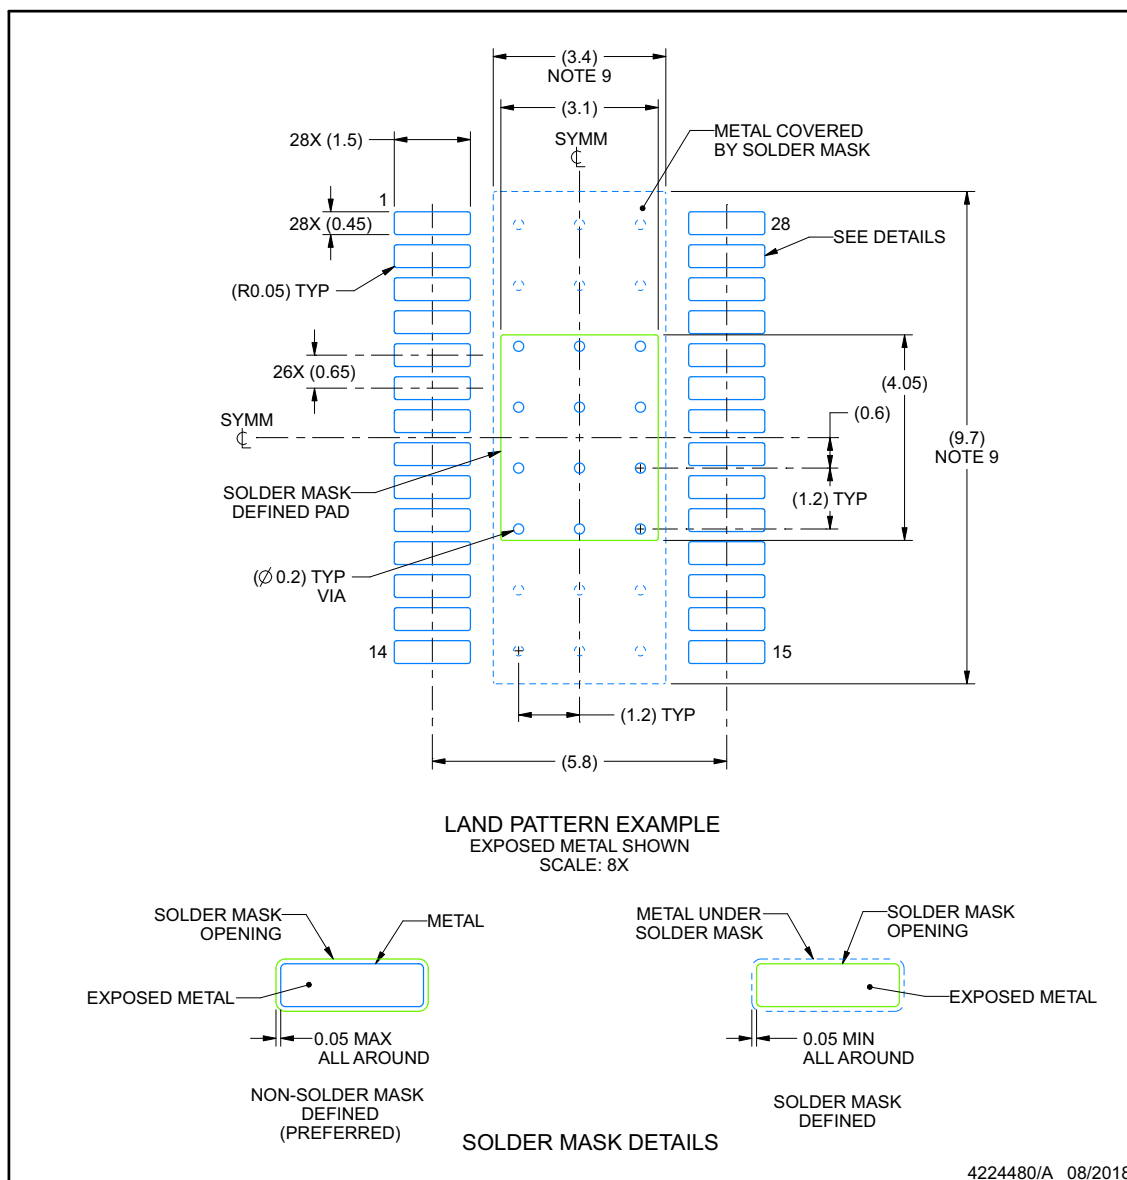 (3.4)
NOTE 9
(3.1)
SYMM
METAL COVERED
BY SOLDER MASK
28X (1.5)
1
28X (0.45)
28
SEE DETAILS
(R0.05) TYP
26X (0.65)
(4.05)
(0.6)
SYMM
(9.7)
NOTE 9
SOLDER MASK
DEFINED PAD
(1.2) TYP
(Ø 0.2) TYP
VIA
14
15
(1.2) TYP
(5.8)
LAND PATTERN EXAMPLE
EXPOSED METAL SHOWN
SCALE: 8X
SOLDER MASK
OPENING
METAL
EXPOSED METAL
0.05 MAX
ALL AROUND
NON-SOLDER MASK
DEFINED
(PREFERRED)
METAL UNDER
SOLDER MASK
SOLDER MASK
OPENING
EXPOSED METAL
0.05 MIN
ALL AROUND
SOLDER MASK
DEFINED
SOLDER MASK DETAILS
4224480/A 08/2018